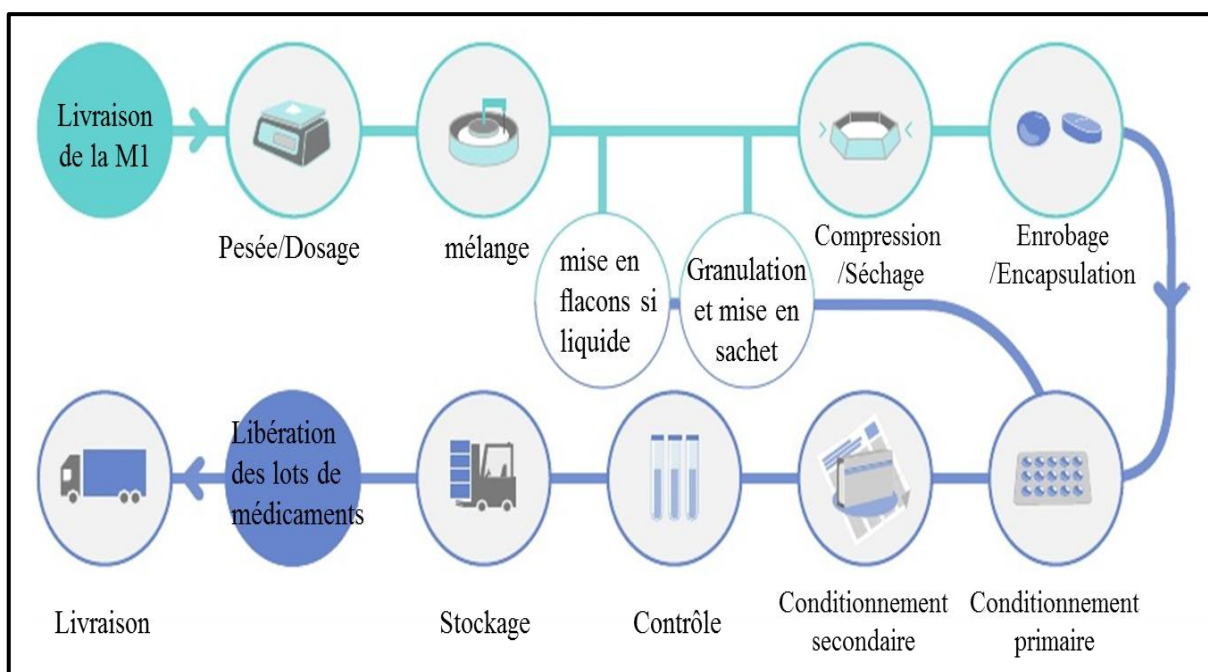 Livraison
de la M1
Pesée/Dosage
mélange
mise en
flacons si
liquide
Granulation
et mise en
sachet
Compression
/Séchage
Enrobage
/Encapsulation
Livraison
Libération
des lots de
médicaments
Stockage
Contrôle
Conditionnement
secondaire
Conditionnement
primaire